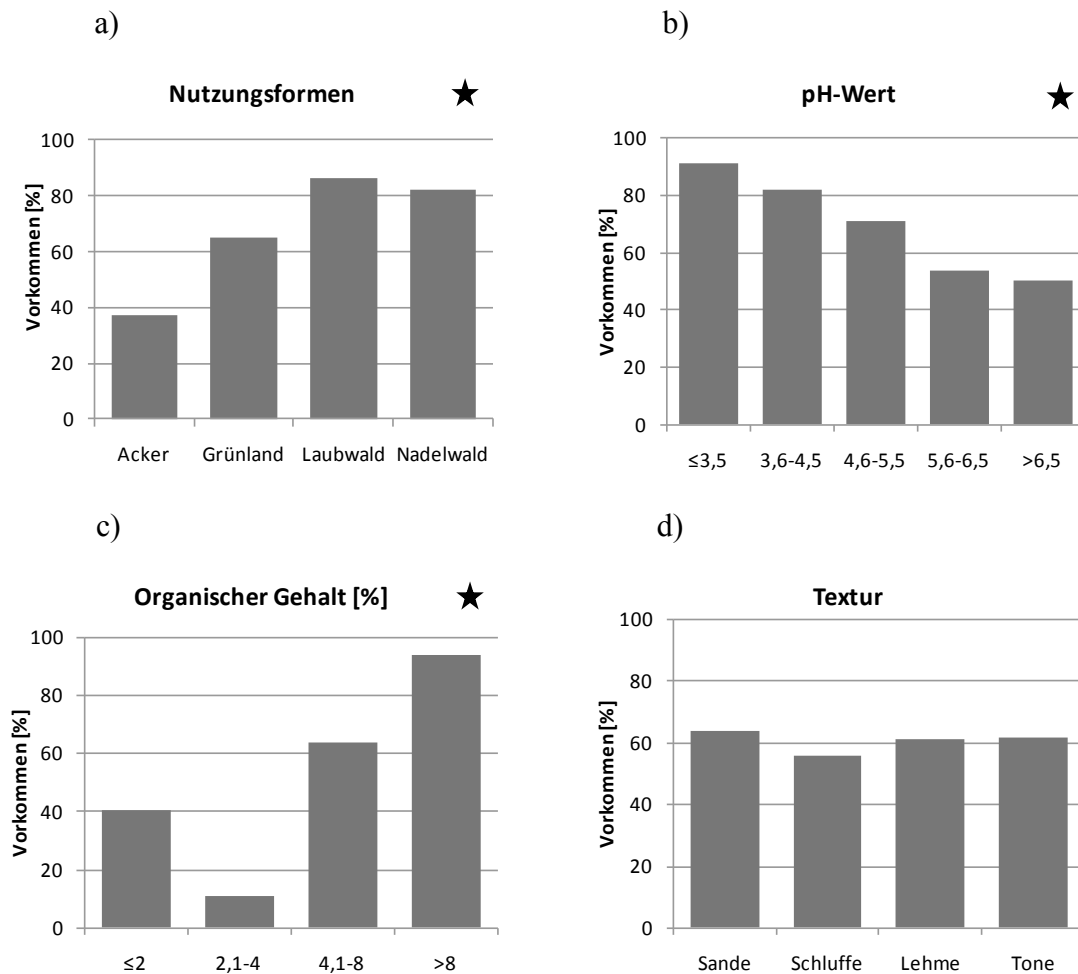 a)
Nutzungsformen
Vorkommen [%]
100
80
60
40
20
0
Acker Grünland Laubwald Nadelwald
b)
pH-Wert
Vorkommen [%]
100
80
60
40
20
0
≤3,5 3,6-4,5 4,6-5,5 5,6-6,5 >6,5
c)
Organischer Gehalt [%]
Vorkommen [%]
100
80
60
40
20
0
≤2 2,1-4 4,1-8 >8
d)
Textur
Vorkommen [%]
100
80
60
40
20
0
Sande Schluffe Lehme Tone